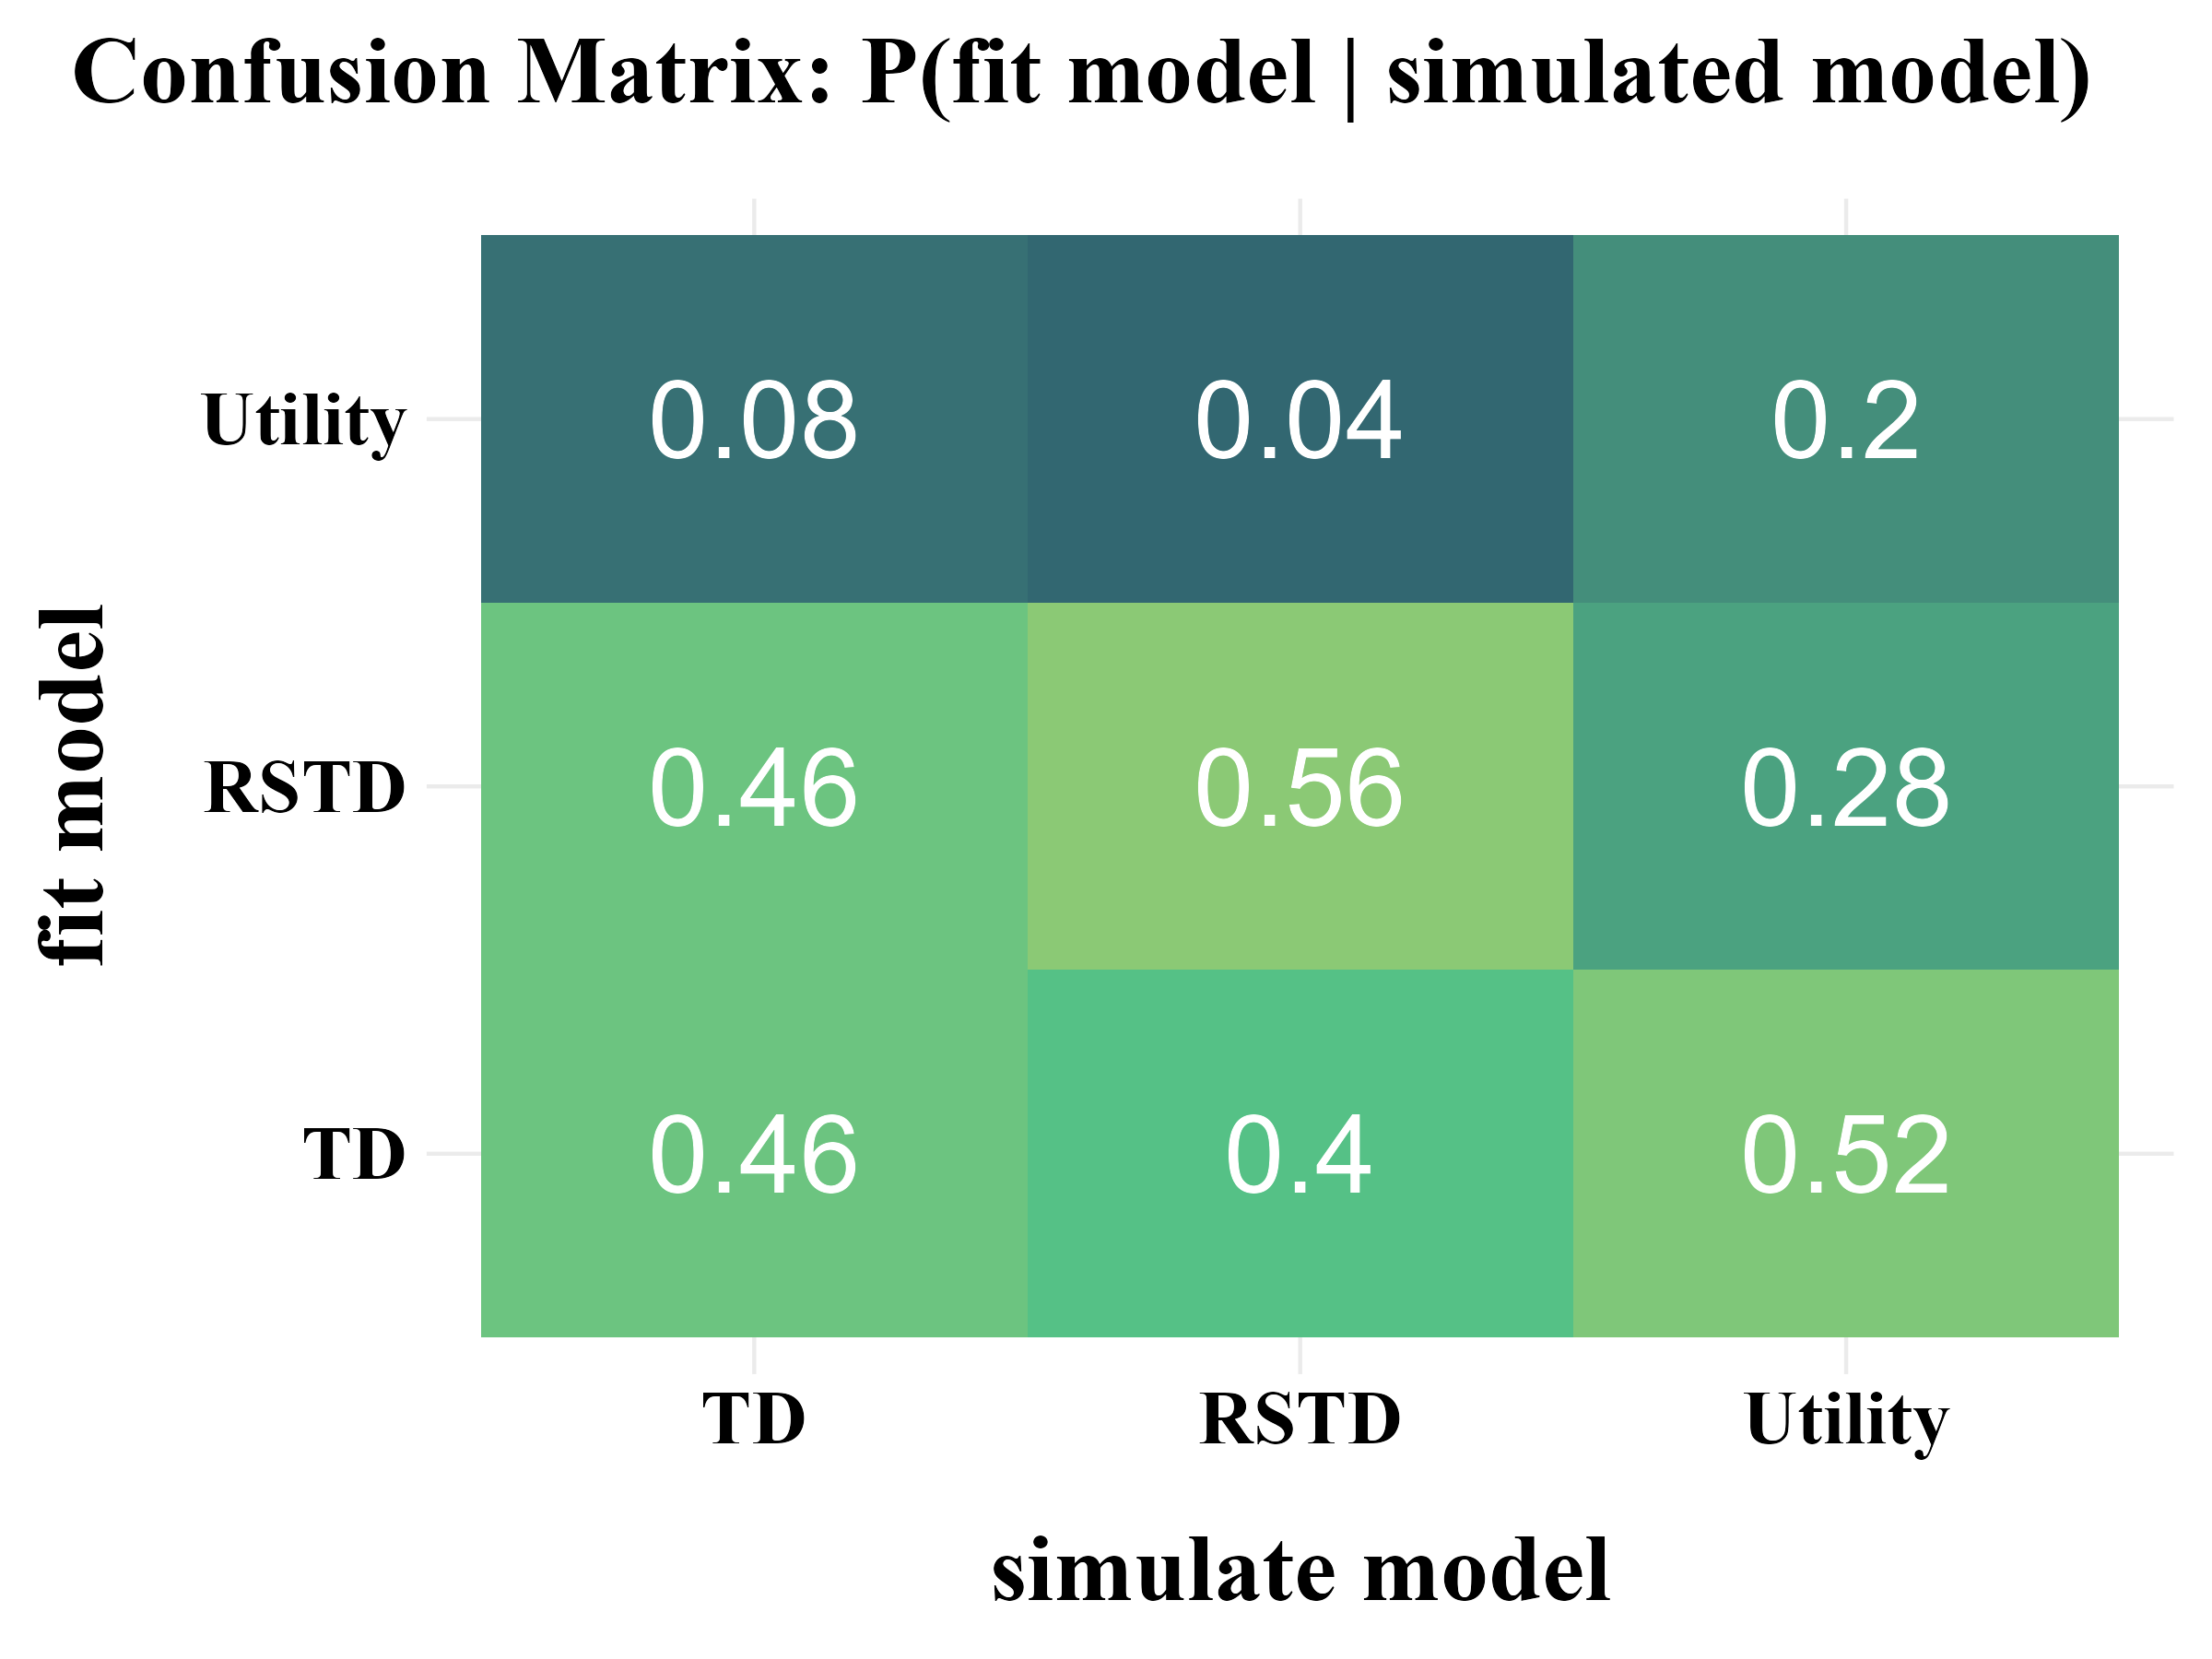 Confusion Matrix: P(fit model | simulated model)
fit model
Utility 0.08 0.04 0.2
RSTD 0.46 0.56 0.28
TD 0.46 0.4 0.52
TD RSTD Utility
simulate model